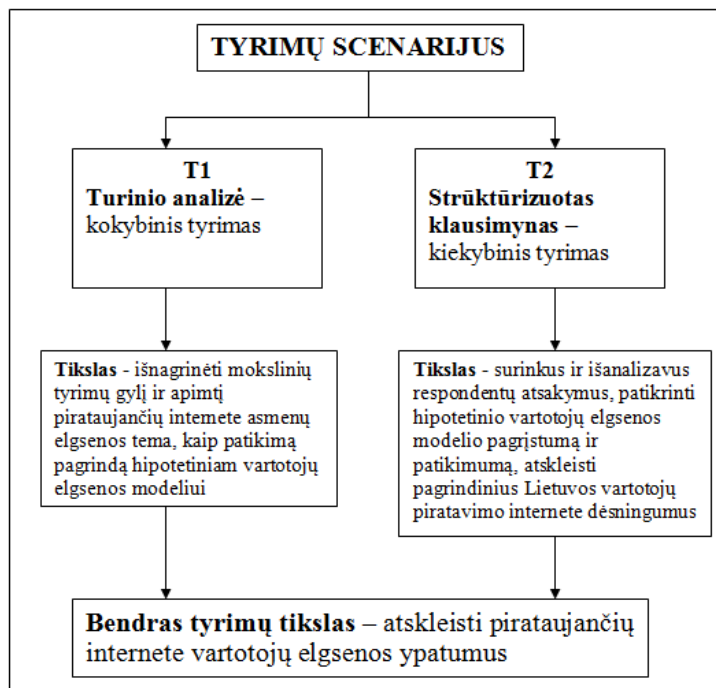 TYRIMŲ SCENARIJUS
T1
Turinio analizė –
kokybinis tyrimas
T2
Strūktūrizuotas
klausimynas –
kiekybinis tyrimas
Tikslas - išnagrinėti mokslinių
tyrimų gylį ir apimtį
pirataujančių internete asmenų
elgsenos tema, kaip patikimą
pagrindą hipotetiniam vartotojų
elgsenos modeliui
Tikslas - surinkus ir išanalizavus
respondentų atsakymus, patikrinti
hipotetinio vartotojų elgsenos
modelio pagrįstumą ir
patikimumą, atskleisti
pagrindinius Lietuvos vartotojų
piratavimo internete dėsningumus
Bendras tyrimų tikslas – atskleisti pirataujančių
internete vartotojų elgsenos ypatumus